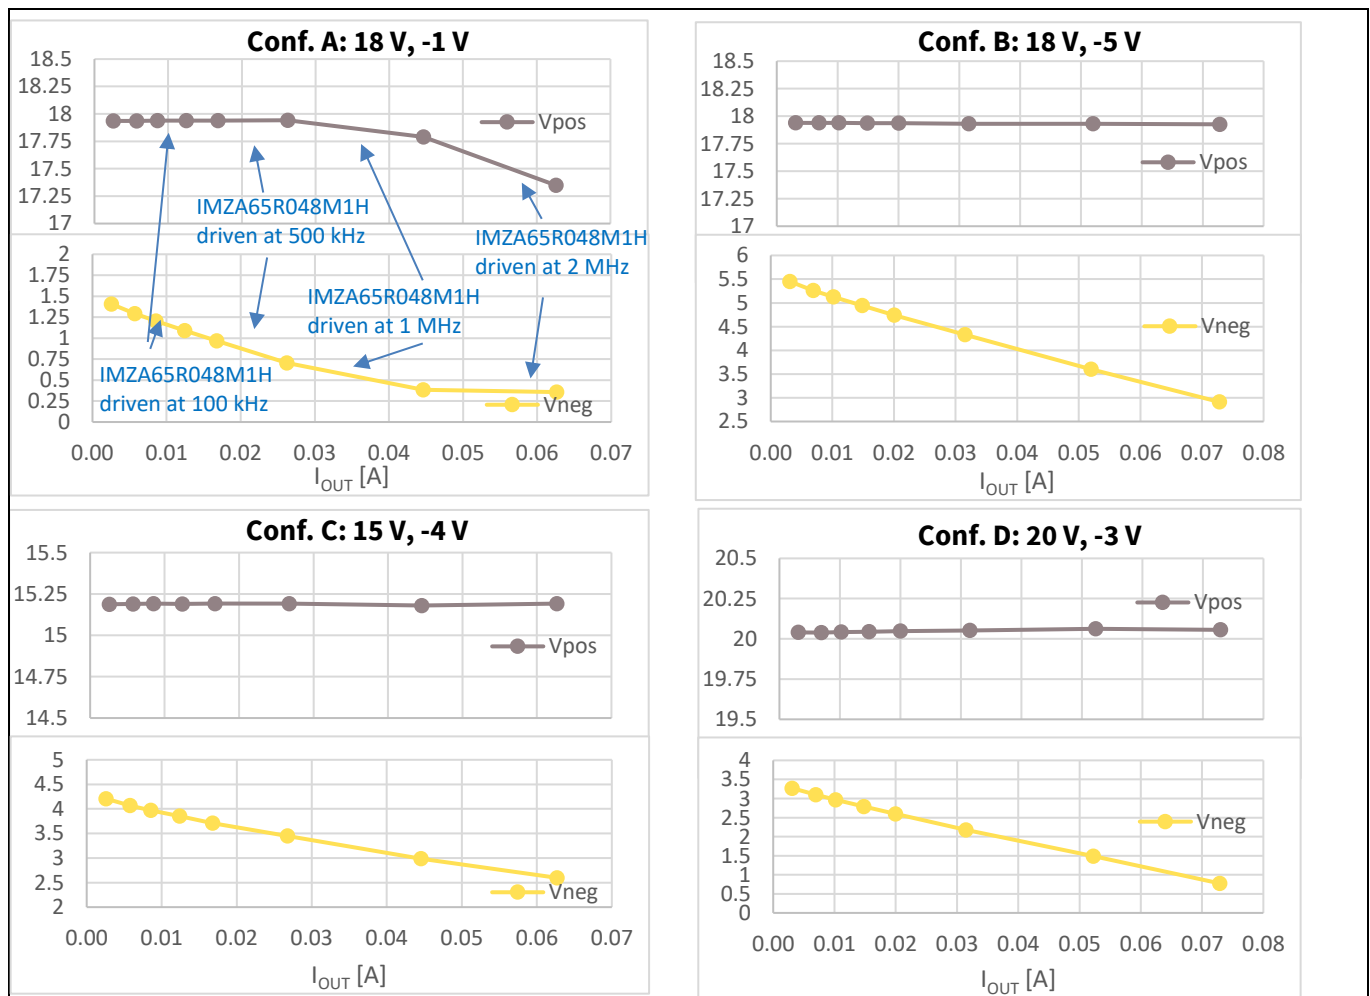 Conf. A: 18 V, -1 V
18.5
18.25
18
17.75
17.5
17.25
17
Vpos
IMZA65R048M1H
driven at 500 kHz
IMZA65R048M1H
driven at 2 MHz
2
1.75
1.5
1.25
1
0.75
0.5
0.25
0
IMZA65R048M1H
driven at 1 MHz
IMZA65R048M1H
driven at 100 kHz
Vneg
0.00 0.01 0.02 0.03 0.04 0.05 0.06 0.07
I_OUT [A]
Conf. B: 18 V, -5 V
18.5
18.25
18
17.75
17.5
17.25
17
Vpos
6
5.5
5
4.5
4
3.5
3
2.5
Vneg
0.00 0.01 0.02 0.03 0.04 0.05 0.06 0.07 0.08
I_OUT [A]
Conf. C: 15 V, -4 V
15.5
15.25
15
14.75
14.5
Vpos
5
4.5
4
3.5
3
2.5
2
Vneg
0.00 0.01 0.02 0.03 0.04 0.05 0.06 0.07
I_OUT [A]
Conf. D: 20 V, -3 V
20.5
20.25
20
19.75
19.5
Vpos
4
3.5
3
2.5
2
1.5
1
0.5
0
Vneg
0.00 0.01 0.02 0.03 0.04 0.05 0.06 0.07 0.08
I_OUT [A]